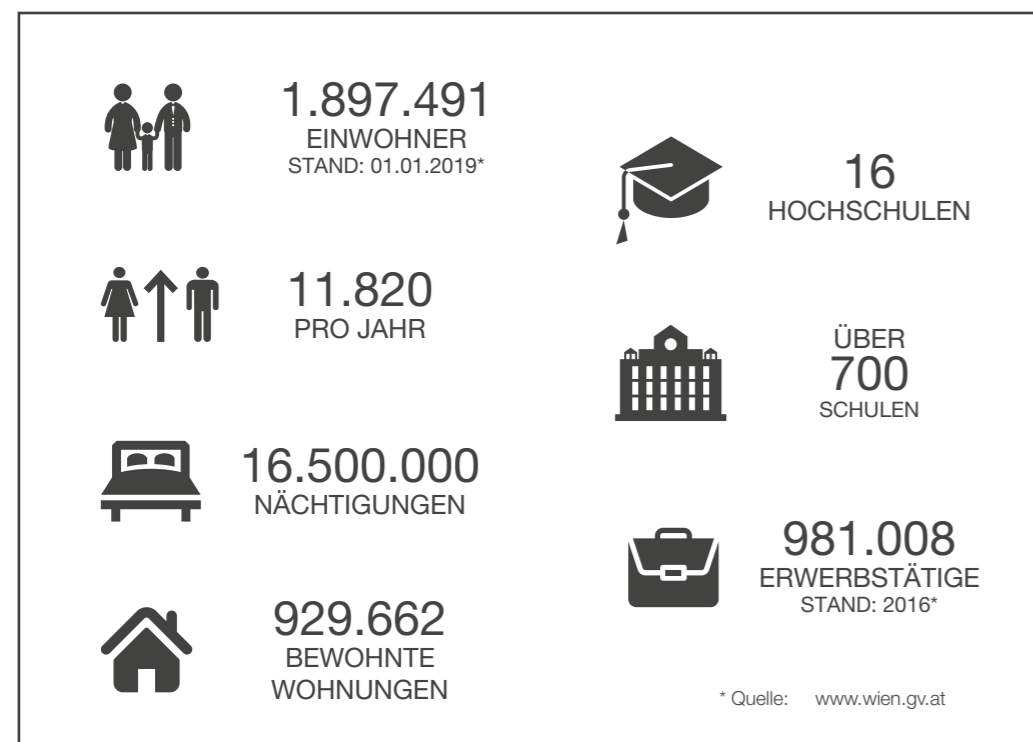 1.897.491
EINWOHNER
STAND: 01.01.2019*
11.820
PRO JAHR
16.500.000
NÄCHTIGUNGEN
929.662
BEWOHNTE
WOHNUNGEN
16
HOCHSCHULEN
ÜBER
700
SCHULEN
981.008
ERWERBSTÄTIGE
STAND: 2016*
* Quelle: www.wien.gv.at